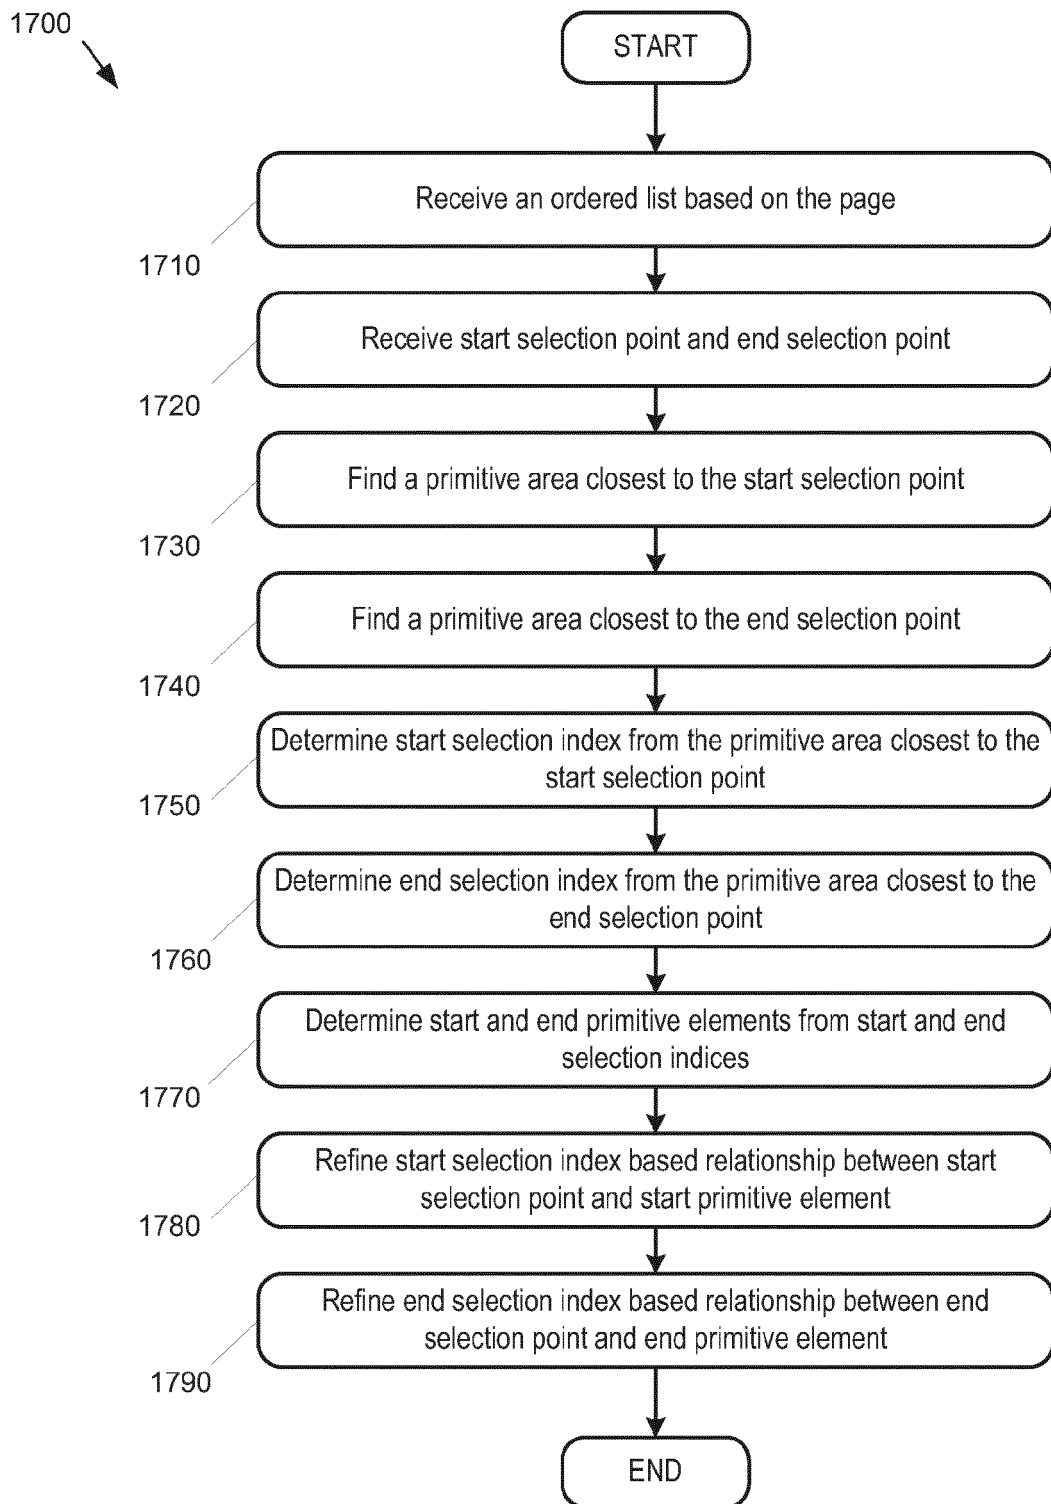 1700
START
Receive an ordered list based on the page
1710
Receive start selection point and end selection point
1720
Find a primitive area closest to the start selection point
1730
Find a primitive area closest to the end selection point
1740
Determine start selection index from the primitive area closest to the
start selection point
1750
Determine end selection index from the primitive area closest to the
end selection point
1760
Determine start and end primitive elements from start and end
selection indices
1770
Refine start selection index based relationship between start
selection point and start primitive element
1780
Refine end selection index based relationship between end
selection point and end primitive element
1790
END